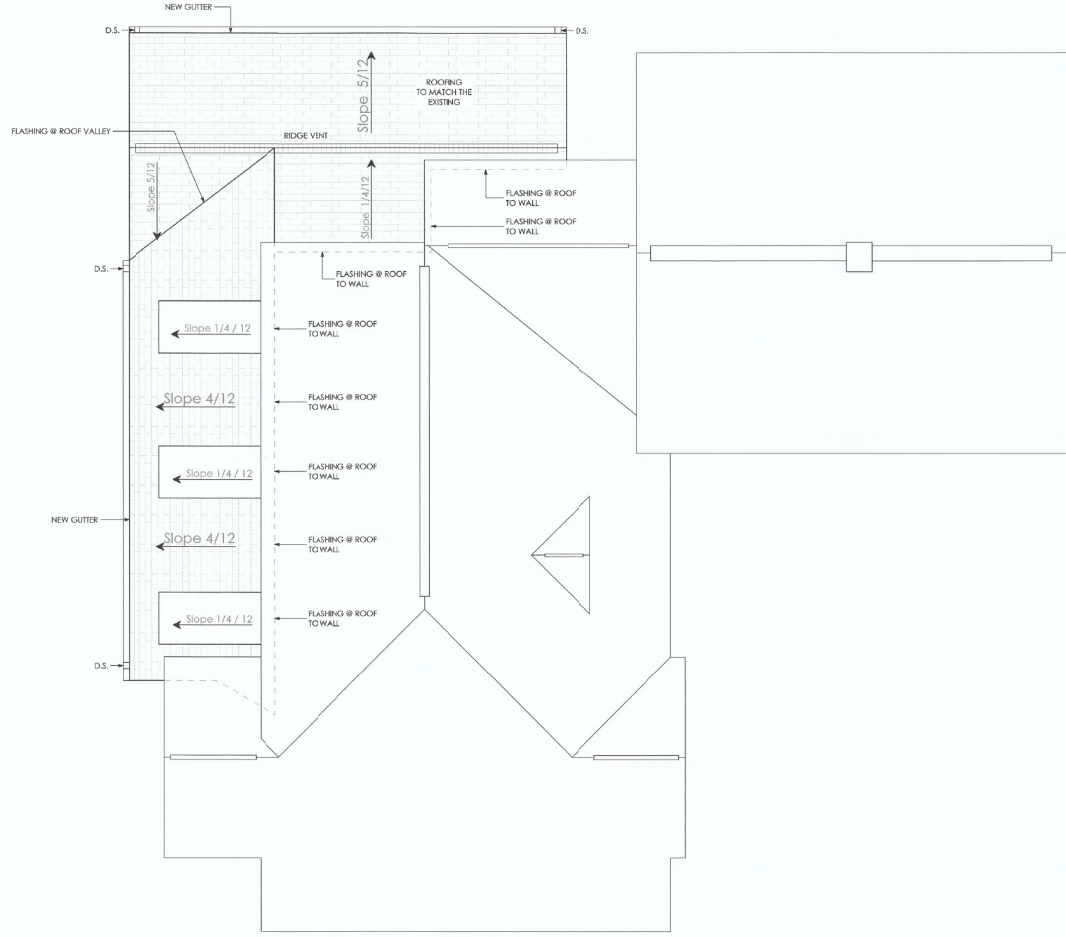 NEW GUTTER
D.S.
D.S.
Slope 5/12
ROOFING
TO MATCH THE
EXISTING
FLASHING @ ROOF VALLEY
RIDGE VENT
Slope 5/12
Slope 1/4/12
FLASHING @ ROOF
TO WALL
FLASHING @ ROOF
TO WALL
D.S.
FLASHING @ ROOF
TO WALL
Slope 1/4 / 12
FLASHING @ ROOF
TO WALL
Slope 4/12
FLASHING @ ROOF
TO WALL
Slope 1/4 / 12
FLASHING @ ROOF
TO WALL
NEW GUTTER
Slope 4/12
FLASHING @ ROOF
TO WALL
Slope 1/4 / 12
FLASHING @ ROOF
TO WALL
D.S.